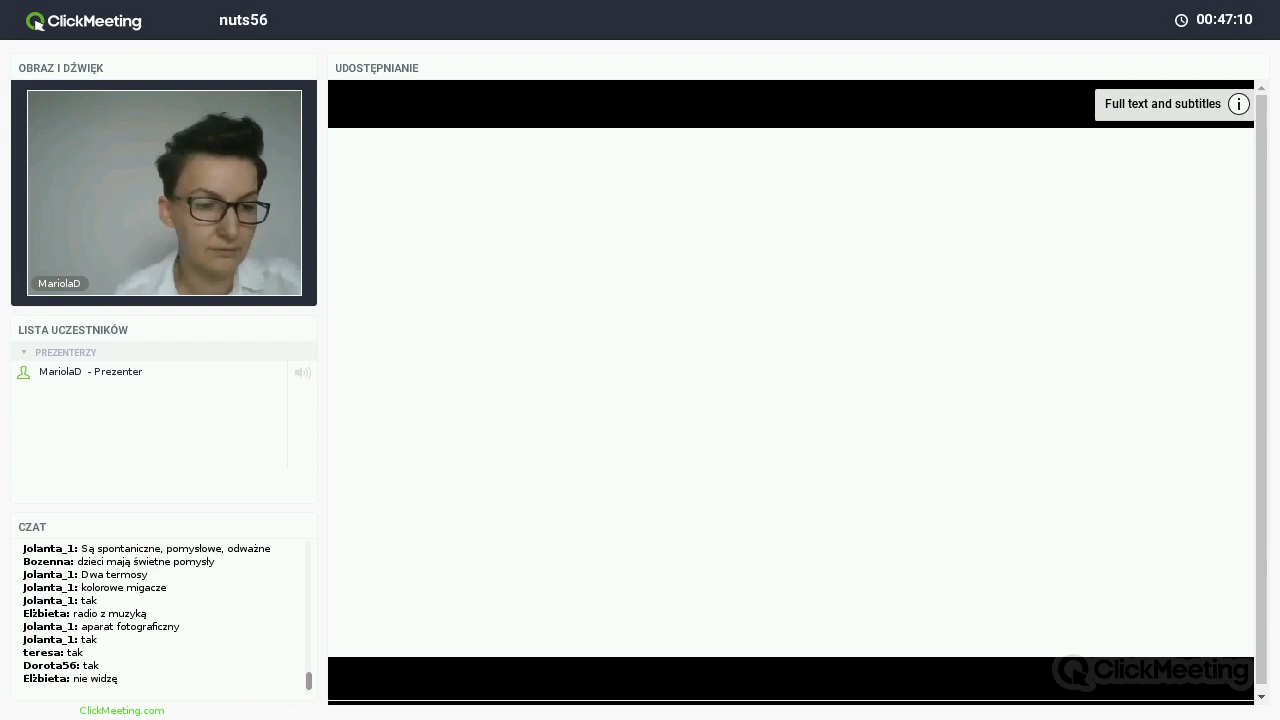 ClickMeeting
nuts56
00:47:10
OBRAZ I DŹWIĘK
UDOSTĘPNIANIE
Full text and subtitles
MariolaD
LISTA UCZESTNIKÓW
PREZENTERZY
MariolaD - Prezenter
CZAT
Jolanta_1: Są spontaniczne, pomysłowe, odważne
Bozenna: dzieci mają świetne pomysły
Jolanta_1: Dwa termosy
Jolanta_1: kolorowe migacze
Jolanta_1: tak
Elżbieta: radio z muzyką
Jolanta_1: aparat fotograficzny
Jolanta_1: tak
teresa: tak
Dorota56: tak
Elżbieta: nie widzę
ClickMeeting
ClickMeeting.com